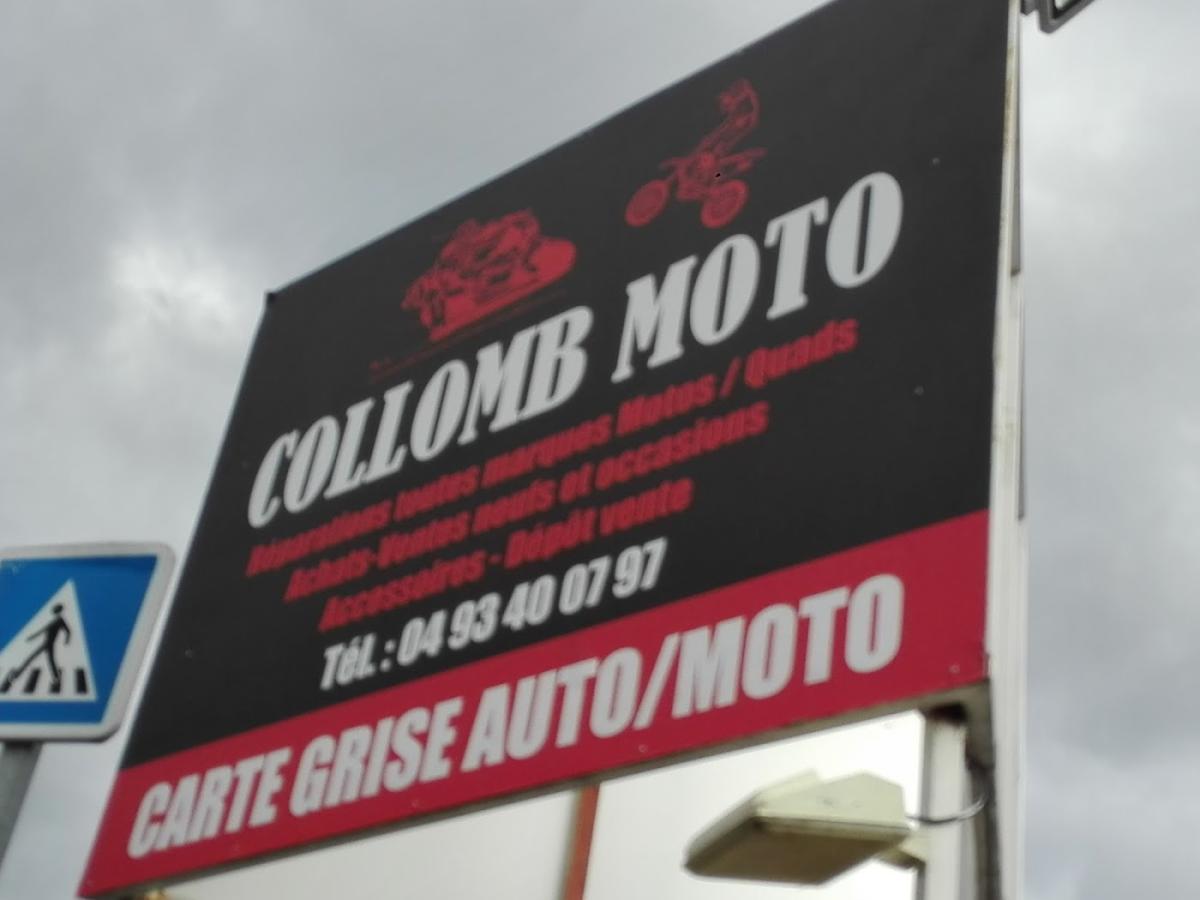 COLLOMB MOTO
Réparations toutes marques Motos / Quads
Achats-Ventes neufs et occasions
Accessoires - Dépôt vente
Tél. : 04 93 40 07 97
CARTE GRISE AUTO/MOTO